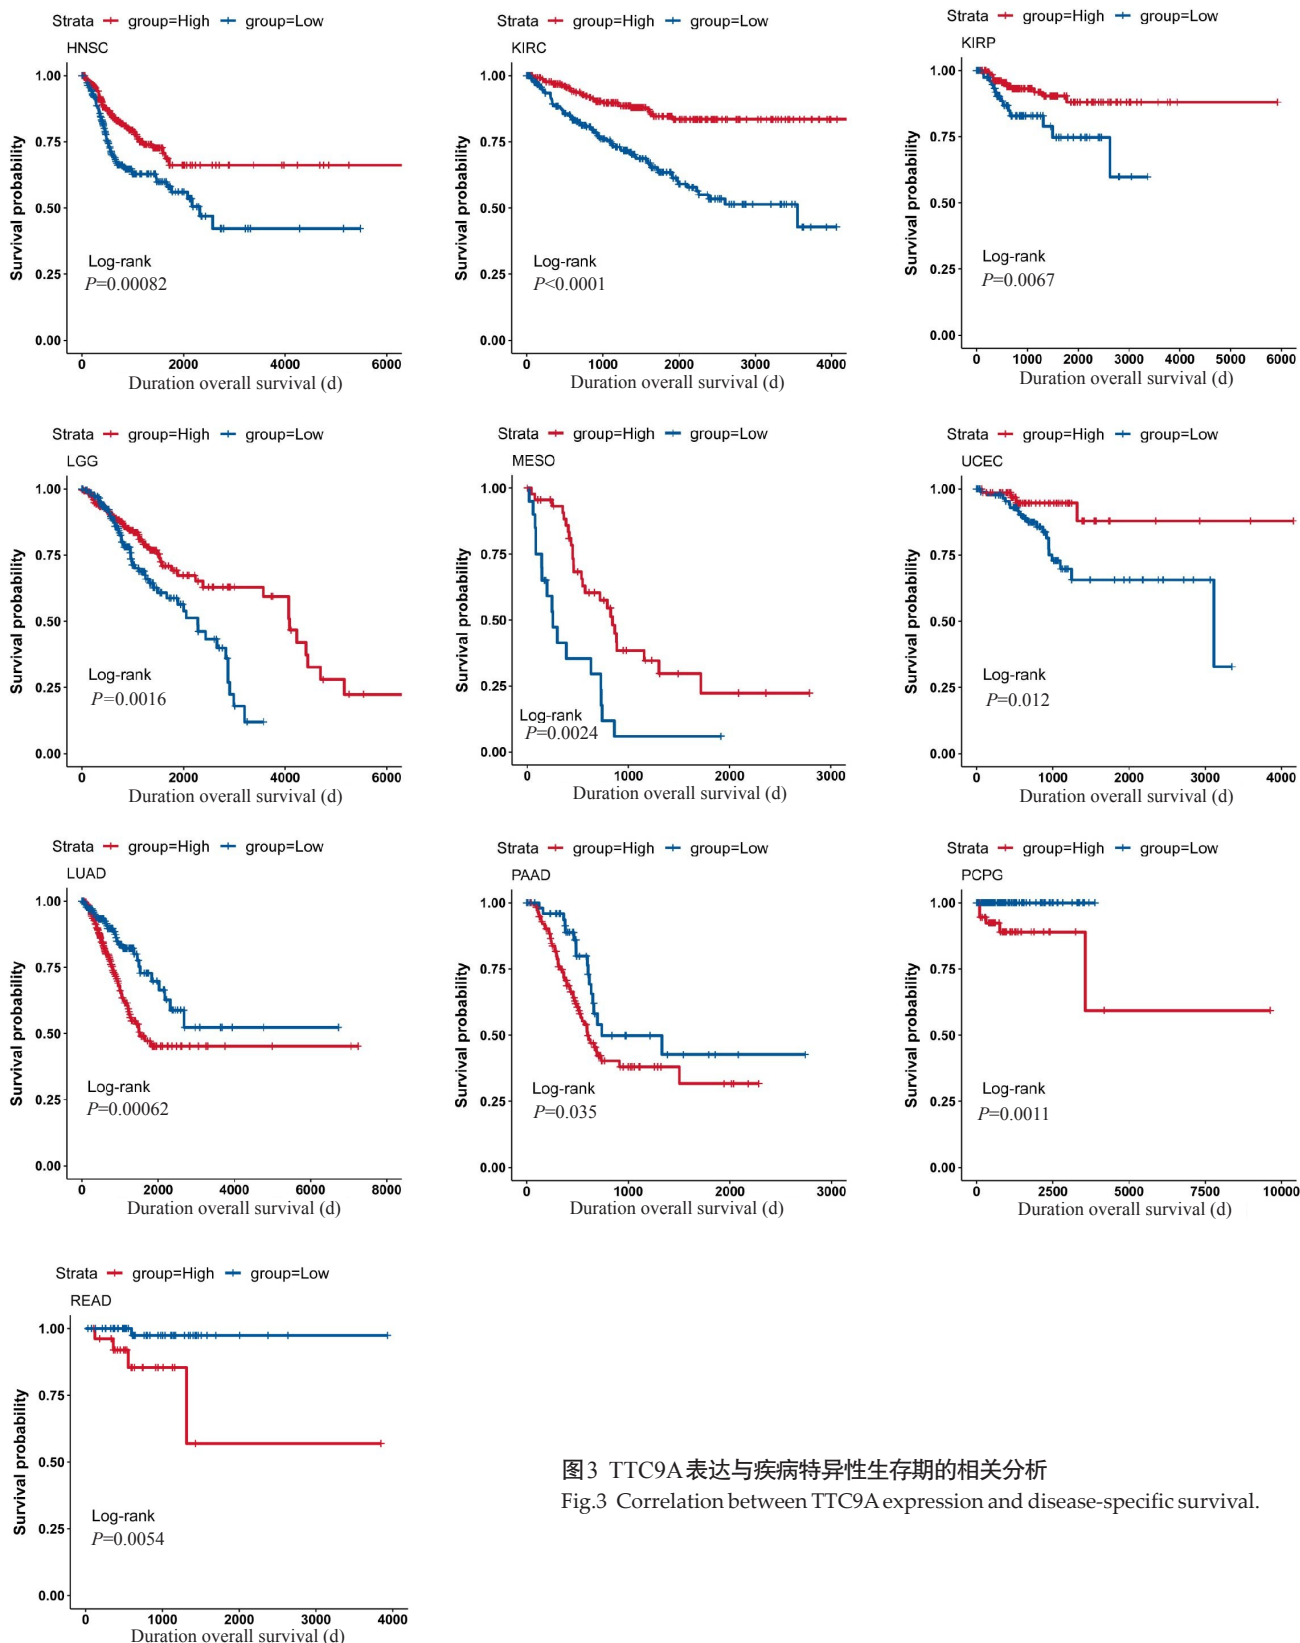 Strata group=High group=Low
HNSC
1.00
0.75
0.50
0.25
0.00
Survival probability
Log-rank
P=0.00082
0 2000 4000 6000
Duration overall survival (d)
Strata group=High group=Low
KIRC
1.00
0.75
0.50
0.25
0.00
Survival probability
Log-rank
P<0.0001
0 1000 2000 3000 4000
Duration overall survival (d)
Strata group=High group=Low
KIRP
1.00
0.75
0.50
0.25
0.00
Survival probability
Log-rank
P=0.0067
0 1000 2000 3000 4000 5000 6000
Duration overall survival (d)
Strata group=High group=Low
LGG
1.00
0.75
0.50
0.25
0.00
Survival probability
Log-rank
P=0.0016
0 2000 4000 6000
Duration overall survival (d)
Strata group=High group=Low
MESO
1.00
0.75
0.50
0.25
0.00
Survival probability
Log-rank
P=0.0024
0 1000 2000 3000
Duration overall survival (d)
Strata group=High group=Low
UCEC
1.00
0.75
0.50
0.25
0.00
Survival probability
Log-rank
P=0.012
0 1000 2000 3000 4000
Duration overall survival (d)
Strata group=High group=Low
LUAD
1.00
0.75
0.50
0.25
0.00
Survival probability
Log-rank
P=0.00062
0 2000 4000 6000 8000
Duration overall survival (d)
Strata group=High group=Low
PAAD
1.00
0.75
0.50
0.25
0.00
Survival probability
Log-rank
P=0.035
0 1000 2000 3000
Duration overall survival (d)
Strata group=High group=Low
PCPG
1.00
0.75
0.50
0.25
0.00
Survival probability
Log-rank
P=0.0011
0 2500 5000 7500 10000
Duration overall survival (d)
Strata group=High group=Low
READ
1.00
0.75
0.50
0.25
0.00
Survival probability
Log-rank
P=0.0054
0 1000 2000 3000 4000
Duration overall survival (d)
图3 TTC9A表达与疾病特异性生存期的相关分析
Fig.3 Correlation between TTC9A expression and disease-specific survival.